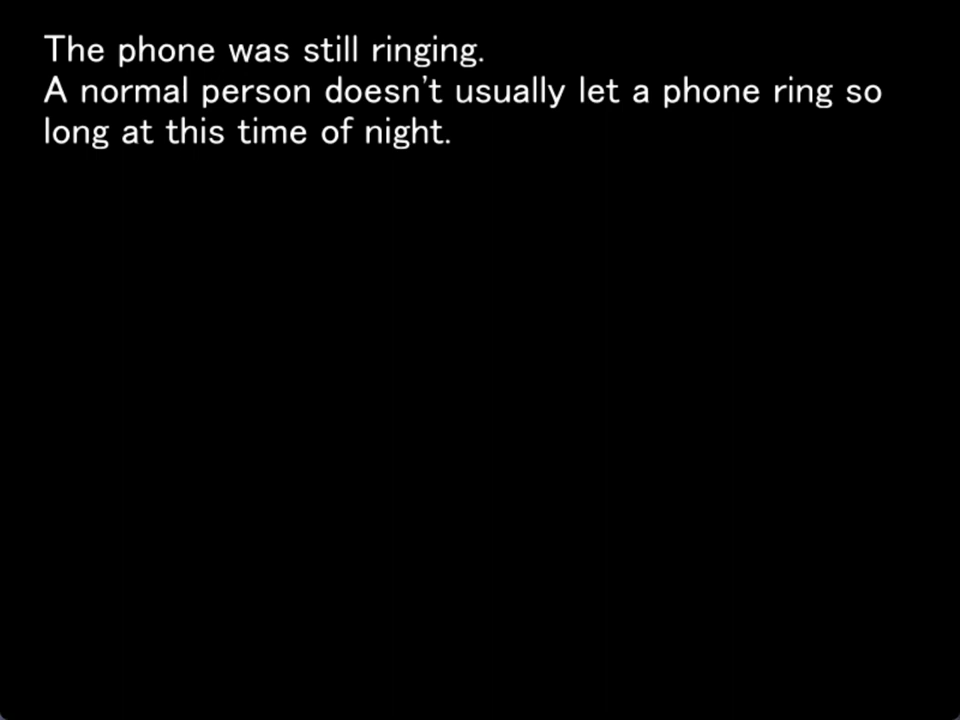 The phone was still ringing.
A normal person doesn't usually let a phone ring so
long at this time of night.